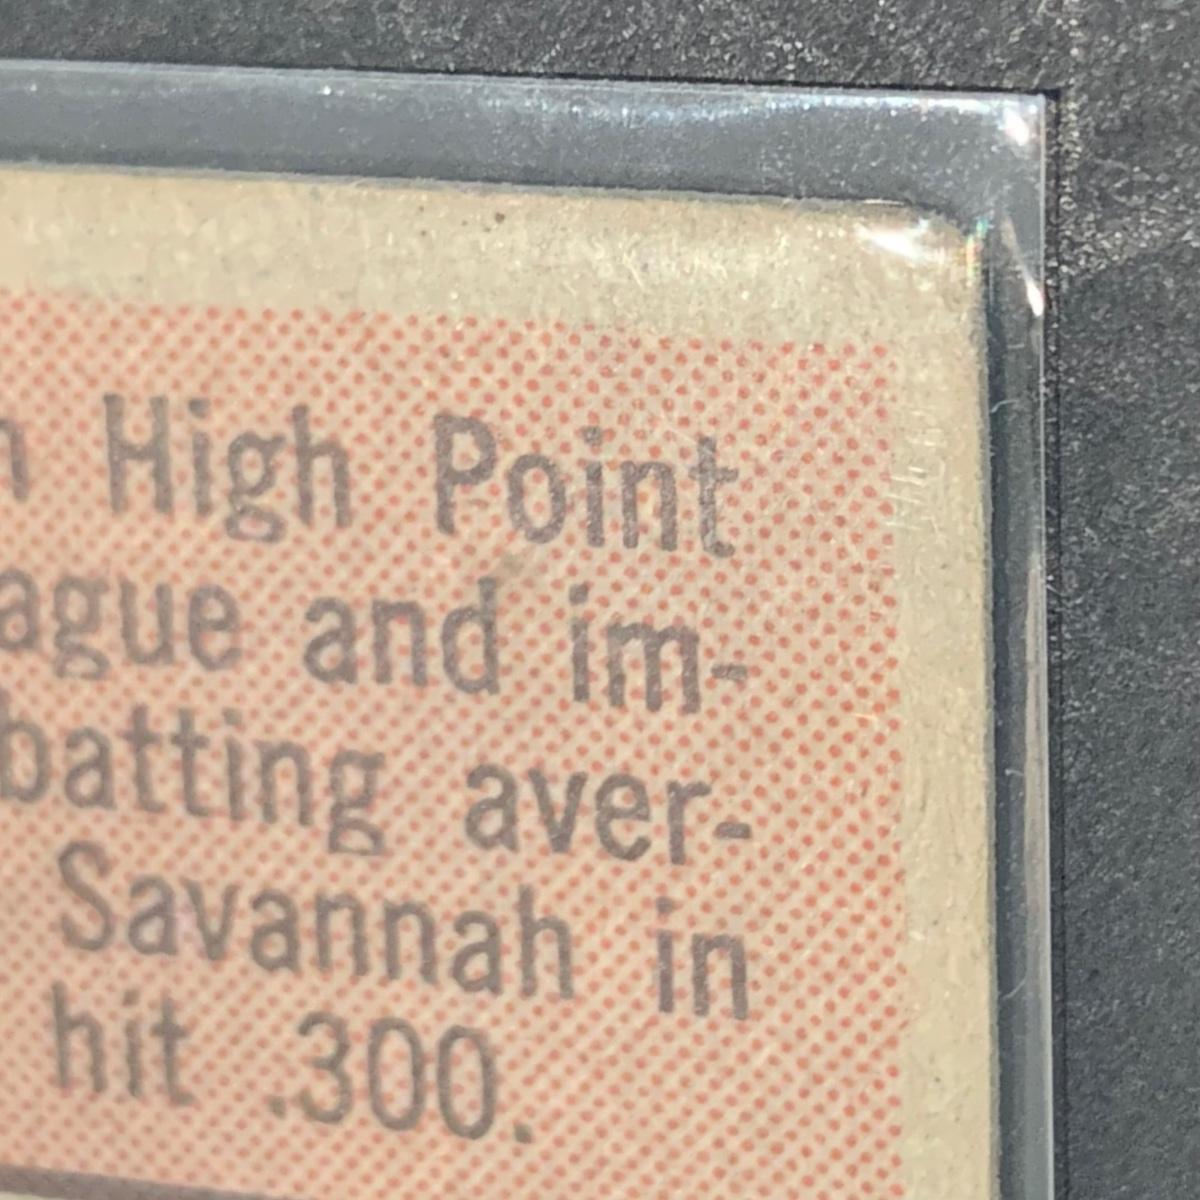 High Point
ague and im-
batting aver-
Savannah in
hit .300.